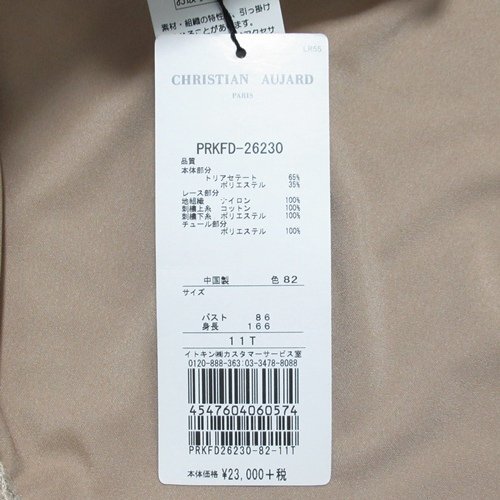 素材・組織の特性、引っ掛け
LR55
CHRISTIAN AUJARD
PARIS
PRKFD-26230
品質
本体部分
トリアセテート 65%
ポリエステル 35%
レース部分
地組織 ナイロン 100%
刺繍上糸 コットン 100%
刺繍下糸 ポリエステル 100%
チュール部分
ポリエステル 100%
中国製 色 82
サイズ
バスト 86
身長 166
11T
イトキン㈱カスタマーサービス室
0120-888-363:03-3478-8088
4547604060574
PRKFD26230-82-11T
本体価格 ¥23,000+税